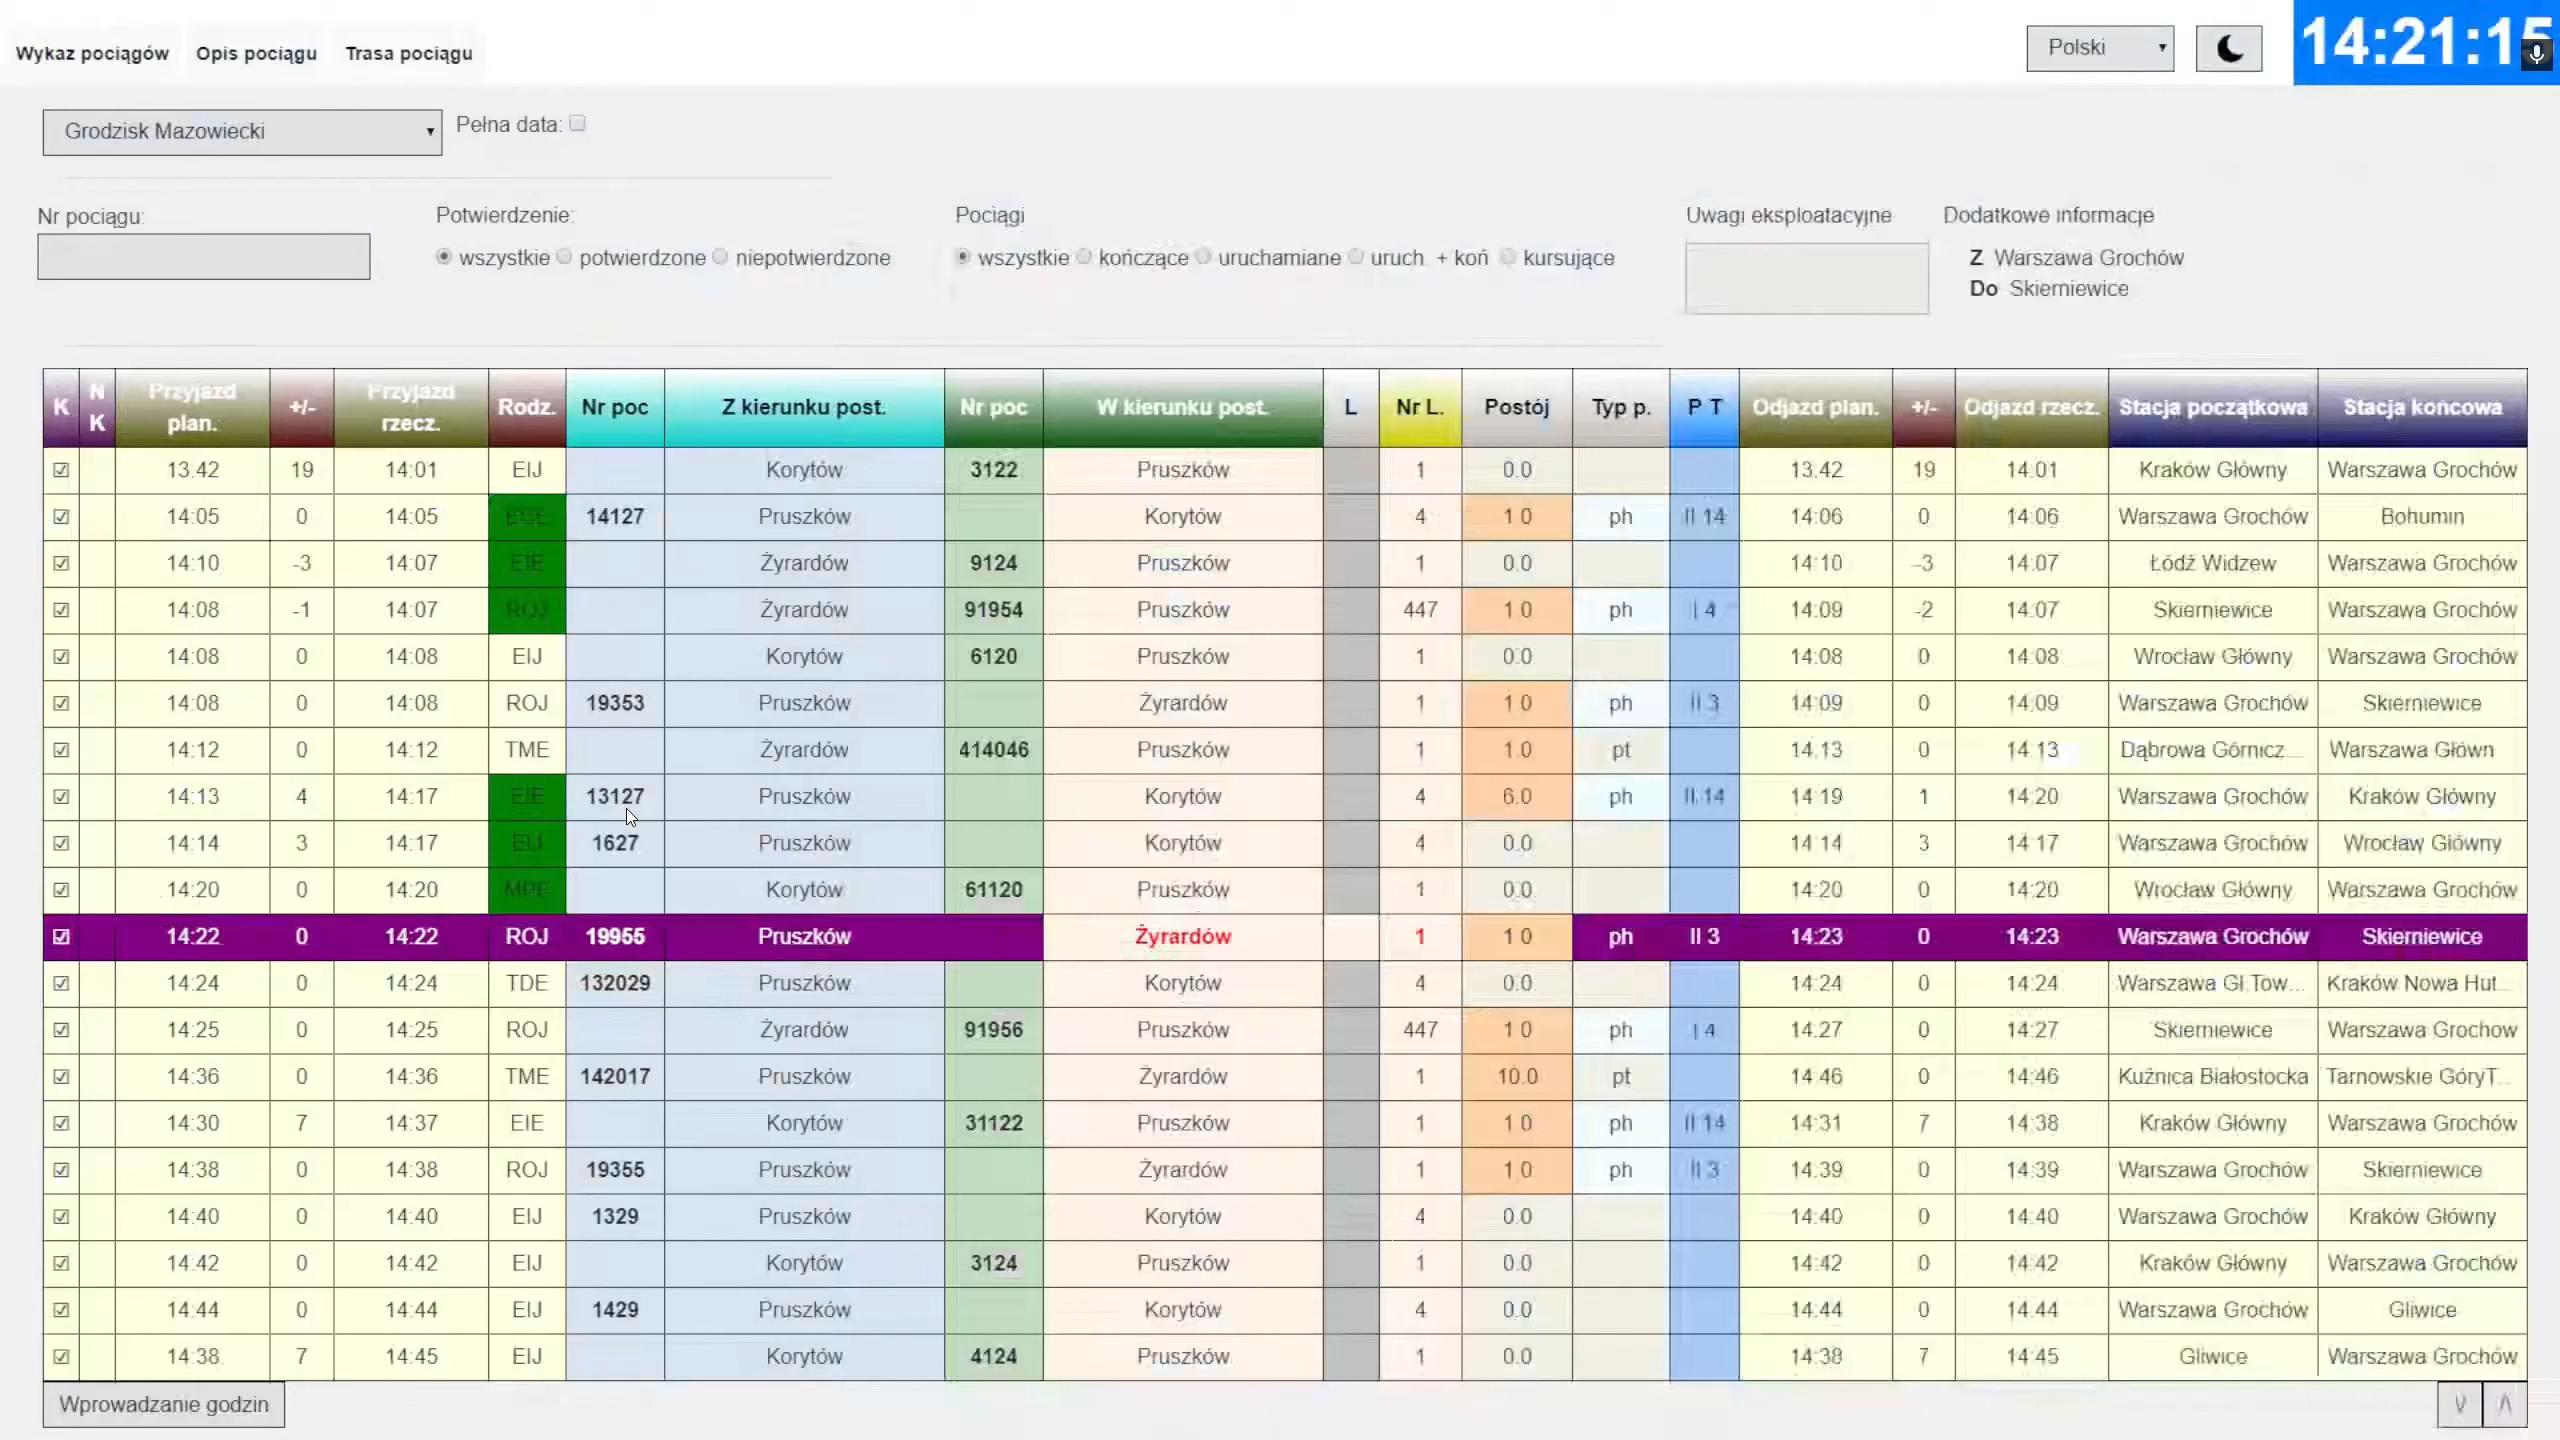 Wykaz pociągów Opis pociągu Trasa pociągu Polski 14:21:15
Grodzisk Mazowiecki Pełna data:
Nr pociągu: Potwierdzenie: Pociągi Uwagi eksploatacyjne Dodatkowe informacje
wszystkie potwierdzone niepotwierdzone wszystkie kończące uruchamiane uruch. + koń kursujące Z Warszawa Grochów
Do Skierniewice
K N K Przyjazd plan. +/- Przyjazd rzecz. Rodz. Nr poc Z kierunku post. Nr poc W kierunku post. L Nr L. Postój Typ p. P T Odjazd plan. +/- Odjazd rzecz. Stacja początkowa Stacja końcowa
13:42 19 14:01 EIJ Korytów 3122 Pruszków 1 0.0 13:42 19 14:01 Kraków Główny Warszawa Grochów
14:05 0 14:05 14127 Pruszków Korytów 4 1.0 ph II 14 14:06 0 14:06 Warszawa Grochów Bohumin
14:10 -3 14:07 EIE Żyrardów 9124 Pruszków 1 0.0 14:10 -3 14:07 Łódź Widzew Warszawa Grochów
14:08 -1 14:07 ROJ Żyrardów 91954 Pruszków 447 1.0 ph I 4 14:09 -2 14:07 Skierniewice Warszawa Grochów
14:08 0 14:08 EIJ Korytów 6120 Pruszków 1 0.0 14:08 0 14:08 Wrocław Główny Warszawa Grochów
14:08 0 14:08 ROJ 19353 Pruszków Żyrardów 1 1.0 ph II 3 14:09 0 14:09 Warszawa Grochów Skierniewice
14:12 0 14:12 TME Żyrardów 414046 Pruszków 1 1.0 pt 14:13 0 14:13 Dąbrowa Górnicz... Warszawa Główn
14:13 4 14:17 EIE 13127 Pruszków Korytów 4 6.0 ph II 14 14:19 1 14:20 Warszawa Grochów Kraków Główny
14:14 3 14:17 EIJ 1627 Pruszków Korytów 4 0.0 14:14 3 14:17 Warszawa Grochów Wrocław Główny
14:20 0 14:20 MPE Korytów 61120 Pruszków 1 0.0 14:20 0 14:20 Wrocław Główny Warszawa Grochów
14:22 0 14:22 ROJ 19955 Pruszków Żyrardów 1 1.0 ph II 3 14:23 0 14:23 Warszawa Grochów Skierniewice
14:24 0 14:24 TDE 132029 Pruszków Korytów 4 0.0 14:24 0 14:24 Warszawa Gł.Tow... Kraków Nowa Hut...
14:25 0 14:25 ROJ Żyrardów 91956 Pruszków 447 1.0 ph I 4 14:27 0 14:27 Skierniewice Warszawa Grochów
14:36 0 14:36 TME 142017 Pruszków Żyrardów 1 10.0 pt 14:46 0 14:46 Kuźnica Białostocka Tarnowskie GóryT...
14:30 7 14:37 EIE Korytów 31122 Pruszków 1 1.0 ph II 14 14:31 7 14:38 Kraków Główny Warszawa Grochów
14:38 0 14:38 ROJ 19355 Pruszków Żyrardów 1 1.0 ph II 3 14:39 0 14:39 Warszawa Grochów Skierniewice
14:40 0 14:40 EIJ 1329 Pruszków Korytów 4 0.0 14:40 0 14:40 Warszawa Grochów Kraków Główny
14:42 0 14:42 EIJ Korytów 3124 Pruszków 1 0.0 14:42 0 14:42 Kraków Główny Warszawa Grochów
14:44 0 14:44 EIJ 1429 Pruszków Korytów 4 0.0 14:44 0 14:44 Warszawa Grochów Gliwice
14:38 7 14:45 EIJ Korytów 4124 Pruszków 1 0.0 14:38 7 14:45 Gliwice Warszawa Grochów
Wprowadzanie godzin